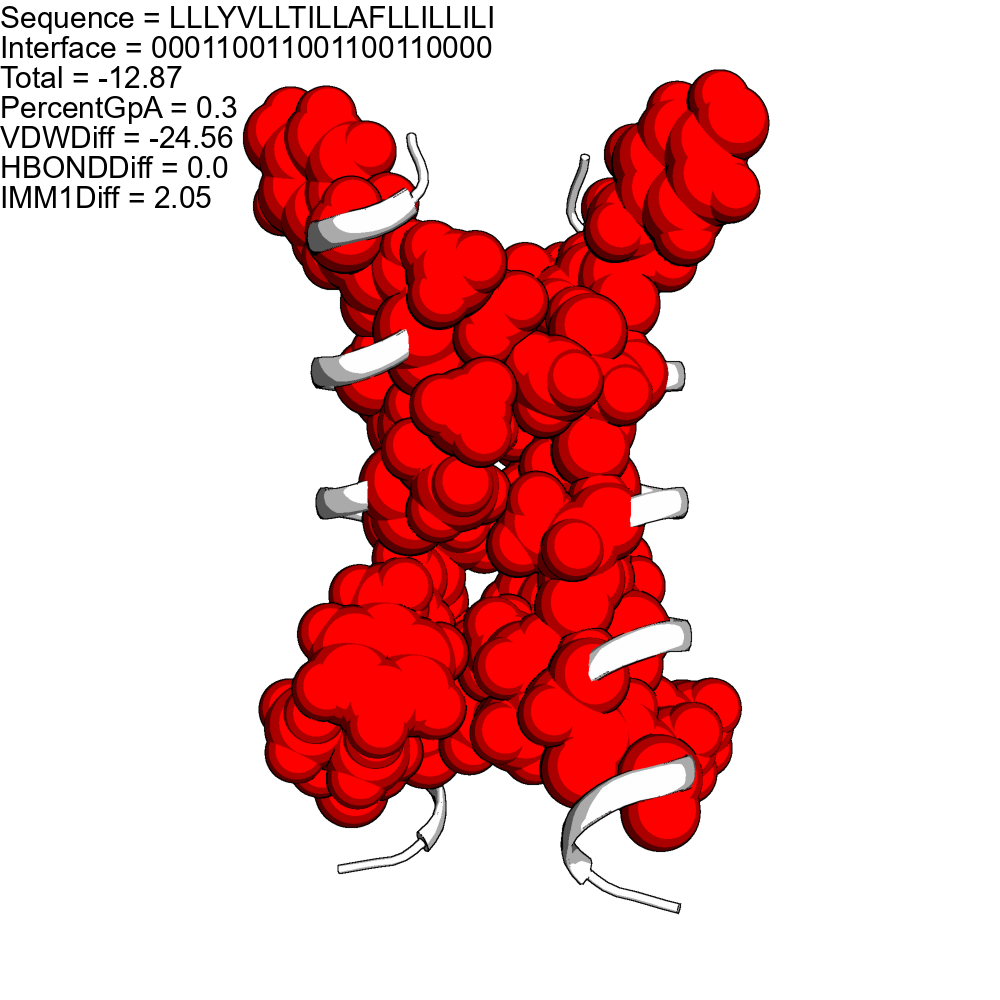 Sequence = LLLYVLLTILLAFLLILLILI
Interface = 000110011001100110000
Total = -12.87
PercentGpA = 0.3
VDWDiff = -24.56
HBONDDiff = 0.0
IMM1Diff = 2.05